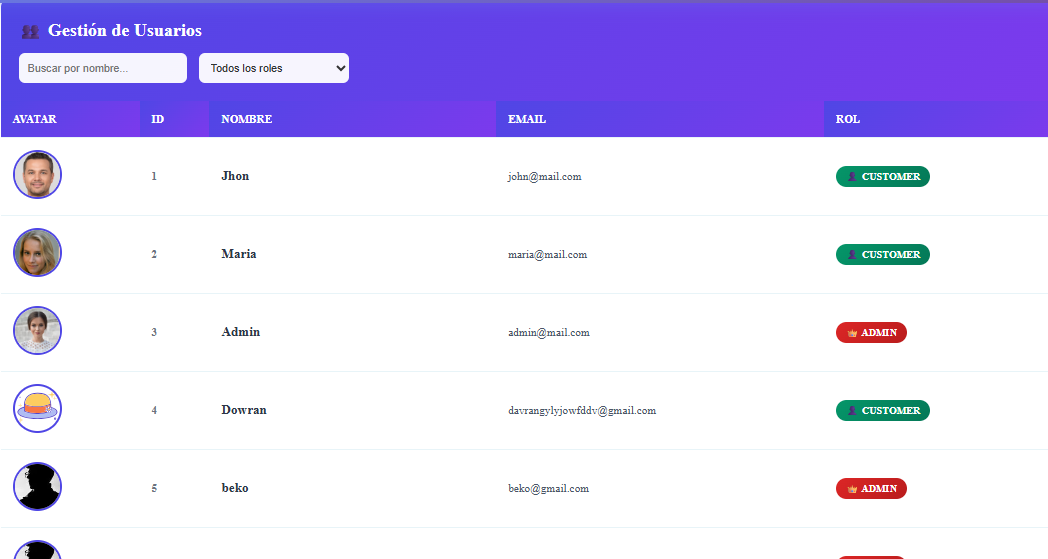 Gestión de Usuarios
Buscar por nombre... Todos los roles
AVATAR ID NOMBRE EMAIL ROL
1 Jhon john@mail.com CUSTOMER
2 Maria maria@mail.com CUSTOMER
3 Admin admin@mail.com ADMIN
4 Dowran davrangylyjowfddv@gmail.com CUSTOMER
5 beko beko@gmail.com ADMIN